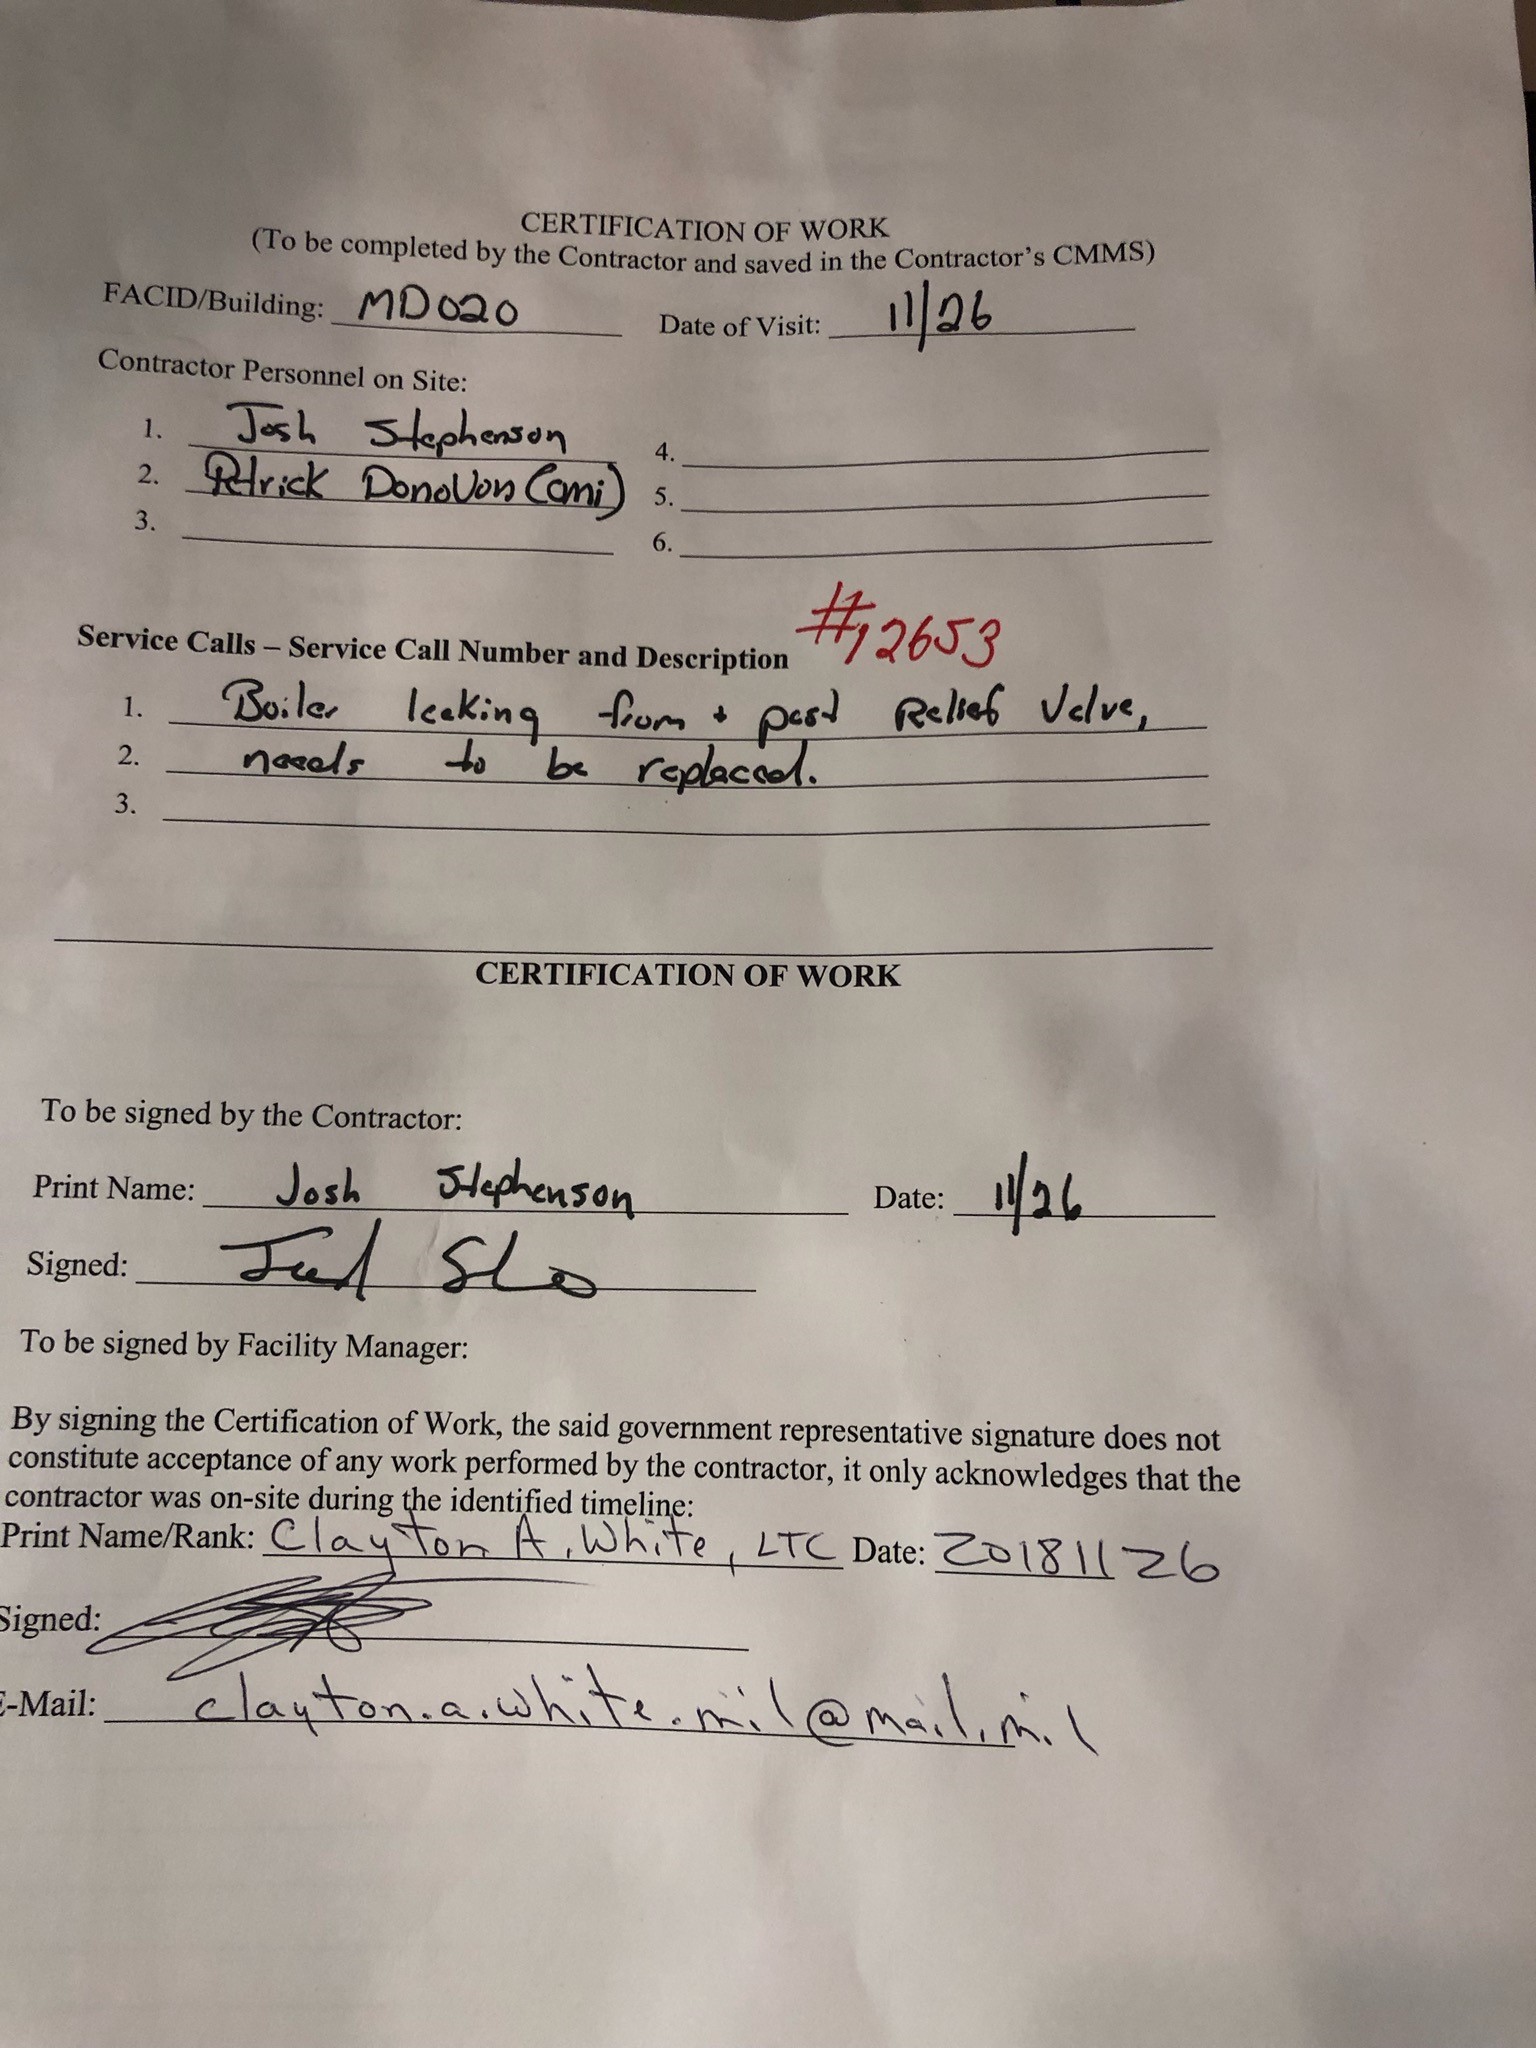 CERTIFICATION OF WORK
(To be completed by the Contractor and saved in the Contractor's CMMS)
FACID/Building: MD020 Date of Visit: 11/26
Contractor Personnel on Site:
1. Josh Stephenson 4.
2. Patrick Donovon (cmi) 5.
3. 6.
#12653
Service Calls – Service Call Number and Description
1. Boiler leaking from + past Relief Valve,
2. needs to be replaced.
3.
CERTIFICATION OF WORK
To be signed by the Contractor:
Print Name: Josh Stephenson Date: 11/26
Signed:
To be signed by Facility Manager:
By signing the Certification of Work, the said government representative signature does not
constitute acceptance of any work performed by the contractor, it only acknowledges that the
contractor was on-site during the identified timeline:
Print Name/Rank: Clayton A. White, LTC Date: 20181126
Signed:
E-Mail: clayton.a.white.mil@mail.mil